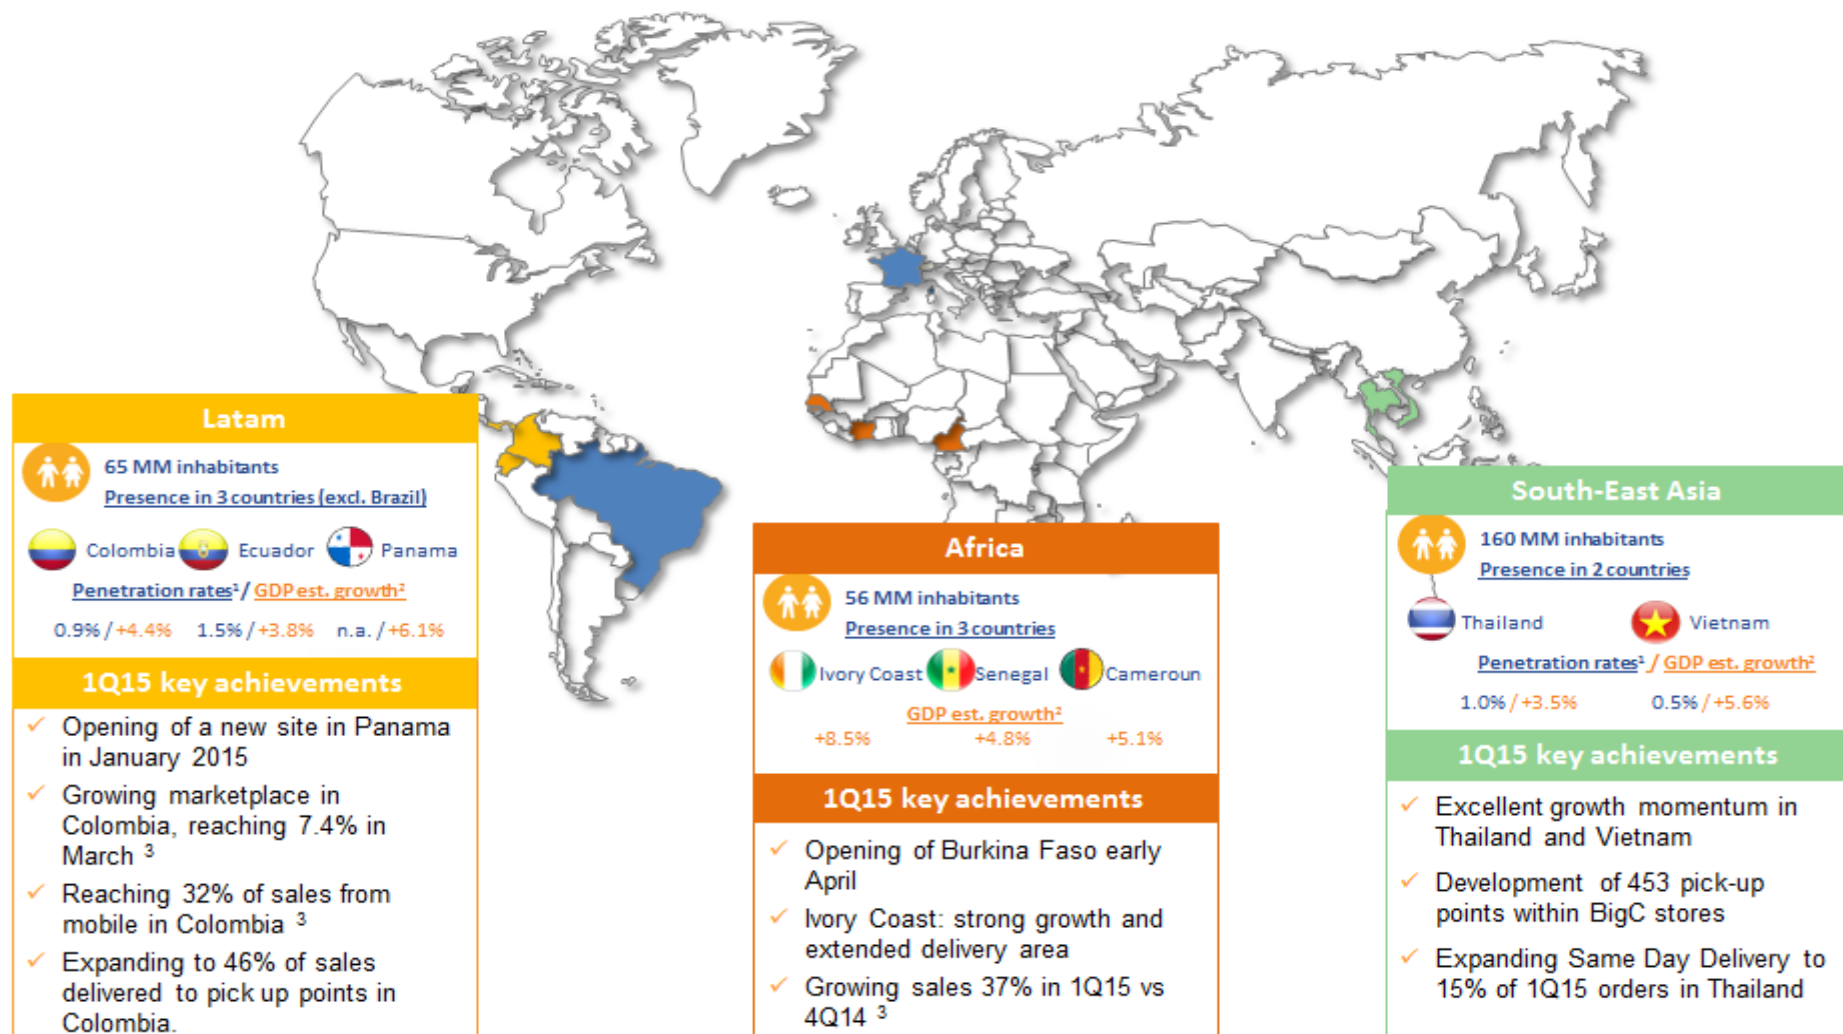 Latam
65 MM inhabitants
Presence in 3 countries (excl. Brazil)
Colombia Ecuador Panama
Penetration rates¹/ GDP est. growth²
0.9% / +4.4% 1.5% / +3.8% n.a. / +6.1%
1Q15 key achievements
✓ Opening of a new site in Panama
in January 2015
✓ Growing marketplace in
Colombia, reaching 7.4% in
March ³
✓ Reaching 32% of sales from
mobile in Colombia ³
✓ Expanding to 46% of sales
delivered to pick up points in
Colombia.
Africa
56 MM inhabitants
Presence in 3 countries
Ivory Coast Senegal Cameroun
GDP est. growth²
+8.5% +4.8% +5.1%
1Q15 key achievements
✓ Opening of Burkina Faso early
April
✓ Ivory Coast: strong growth and
extended delivery area
✓ Growing sales 37% in 1Q15 vs
4Q14 ³
South-East Asia
160 MM inhabitants
Presence in 2 countries
Thailand Vietnam
Penetration rates¹ / GDP est. growth²
1.0% / +3.5% 0.5% / +5.6%
1Q15 key achievements
✓ Excellent growth momentum in
Thailand and Vietnam
✓ Development of 453 pick-up
points within BigC stores
✓ Expanding Same Day Delivery to
15% of 1Q15 orders in Thailand